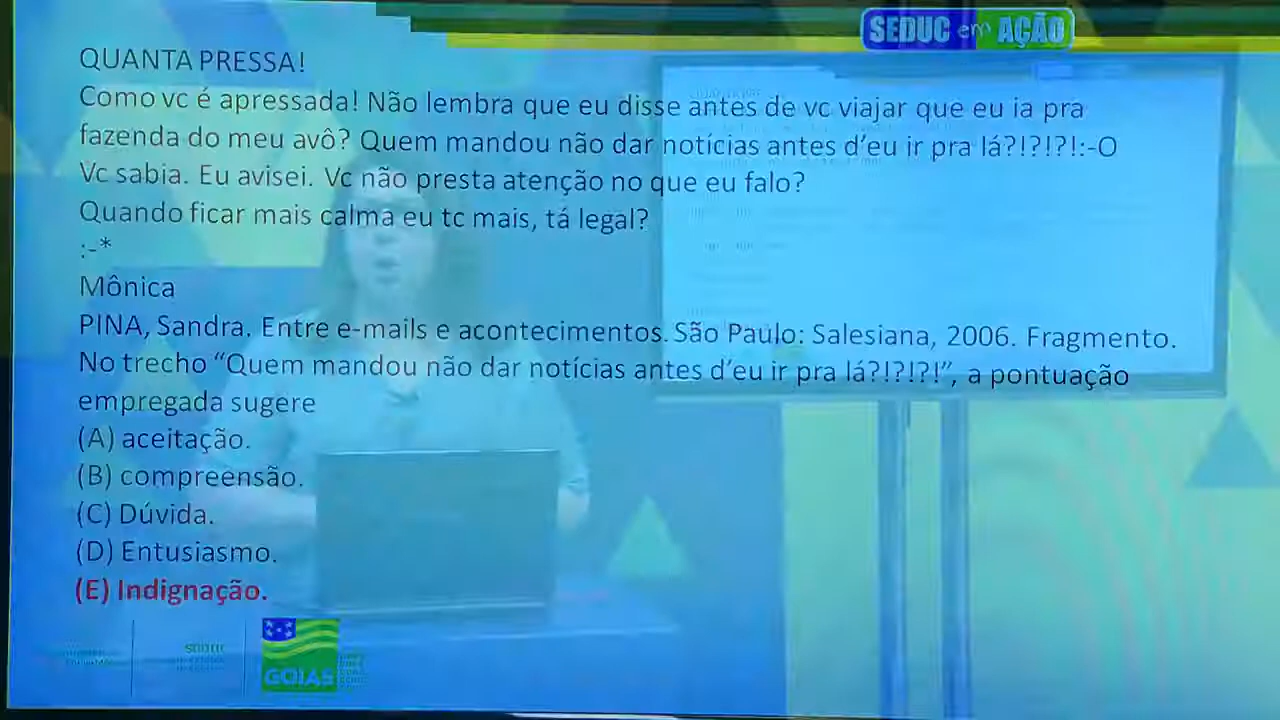 SEDUC em AÇÃO
QUANTA PRESSA!
Como vc é apressada! Não lembra que eu disse antes de vc viajar que eu ia pra
fazenda do meu avô? Quem mandou não dar notícias antes d'eu ir pra lá?!?!?!:-O
Vc sabia. Eu avisei. Vc não presta atenção no que eu falo?
Quando ficar mais calma eu tc mais, tá legal?
:-*
Mônica
PINA, Sandra. Entre e-mails e acontecimentos. São Paulo: Salesiana, 2006. Fragmento.
No trecho “Quem mandou não dar notícias antes d'eu ir pra lá?!?!?!”, a pontuação
empregada sugere
(A) aceitação.
(B) compreensão.
(C) Dúvida.
(D) Entusiasmo.
(E) Indignação.
GOIÁS